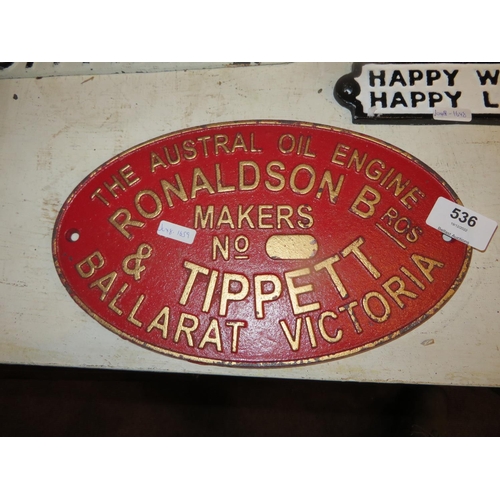 HAPPY W
HAPPY L
THE AUSTRAL OIL ENGINE
RONALDSON BROS
MAKERS
No
& TIPPETT
BALLARAT VICTORIA
536